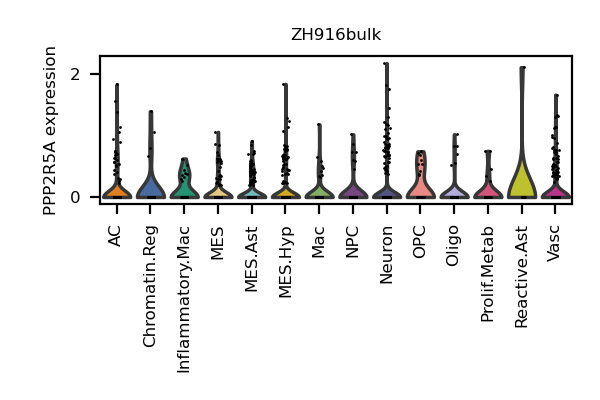 ZH916bulk
PPP2R5A expression
2
0
AC
Chromatin.Reg
Inflammatory.Mac
MES
MES.Ast
MES.Hyp
Mac
NPC
Neuron
OPC
Oligo
Prolif.Metab
Reactive.Ast
Vasc